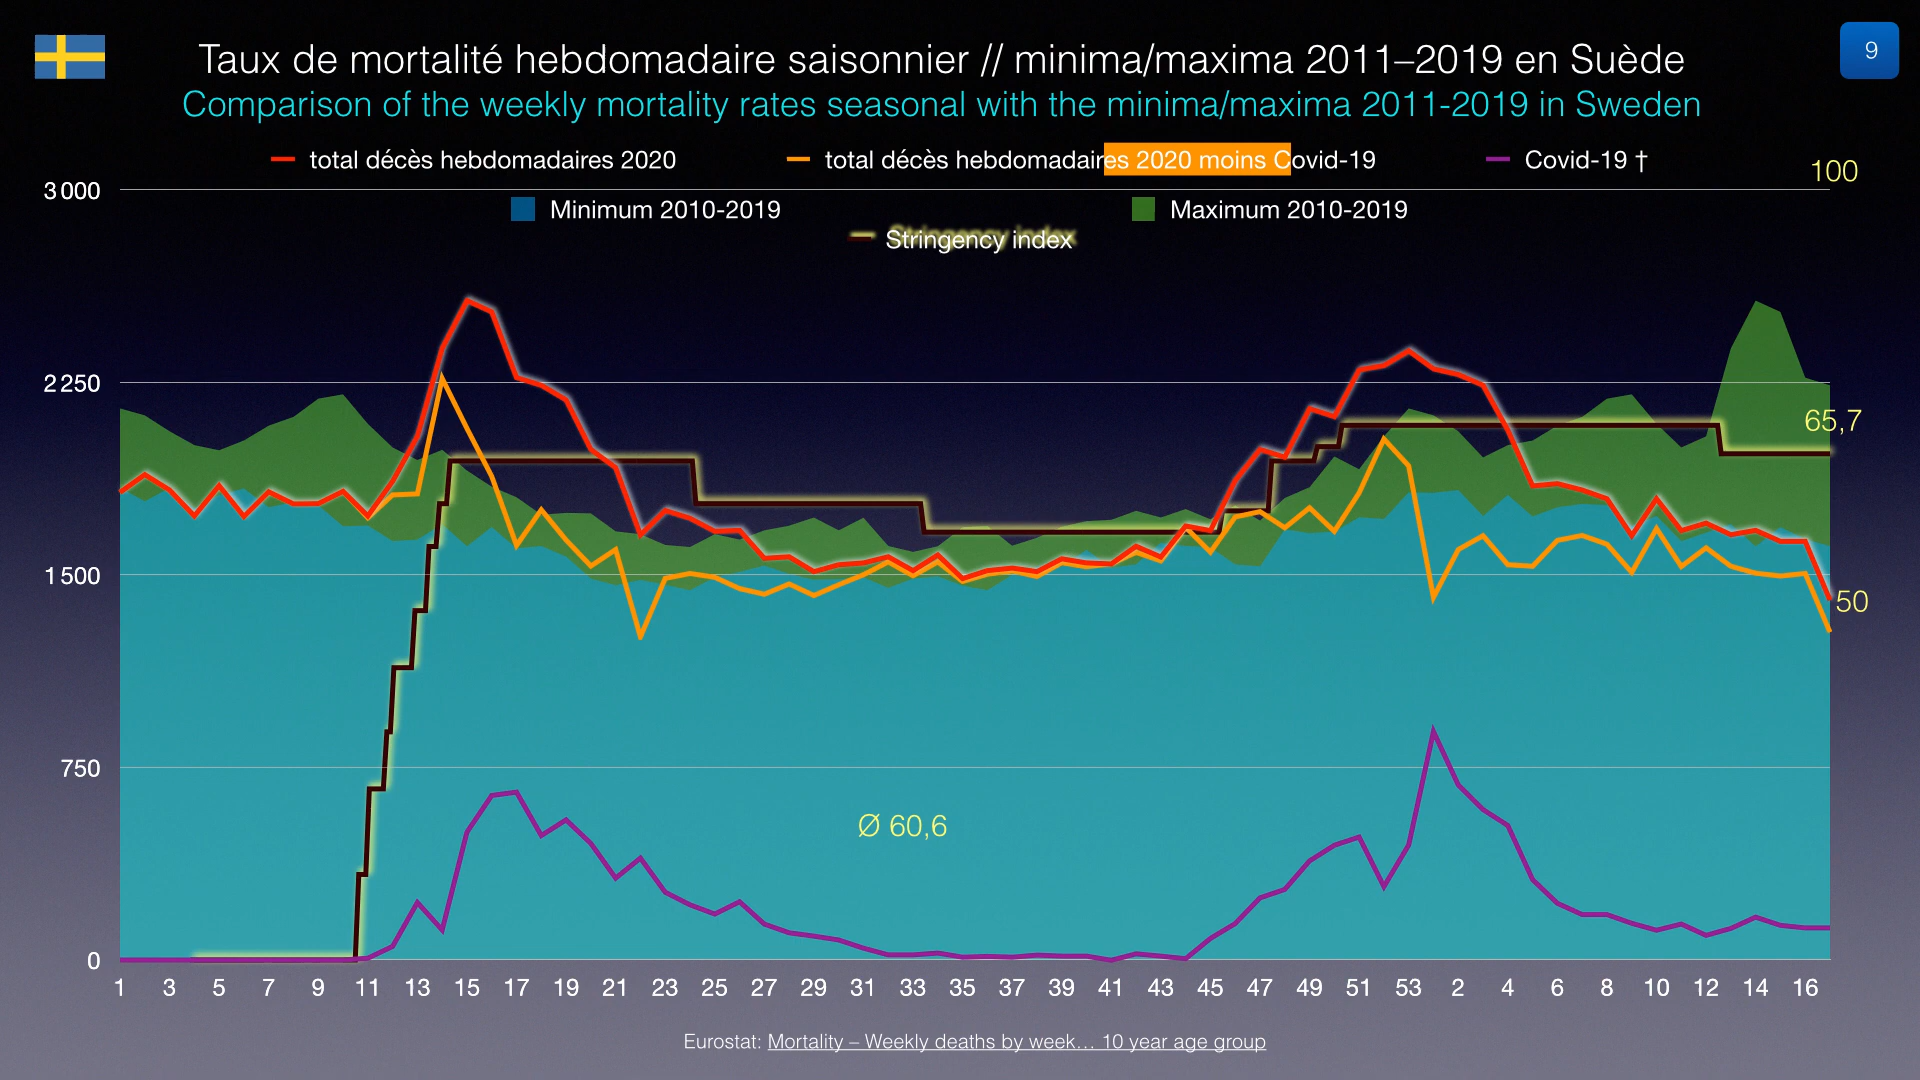 Taux de mortalité hebdomadaire saisonnier // minima/maxima 2011–2019 en Suède
9
Comparison of the weekly mortality rates seasonal with the minima/maxima 2011-2019 in Sweden
total décès hebdomadaires 2020
total décès hebdomadaires 2020 moins Covid-19
Covid-19 †
100
3 000
Minimum 2010-2019
Maximum 2010-2019
Stringency index
2 250
65,7
1 500
50
750
Ø 60,6
0
1 3 5 7 9 11 13 15 17 19 21 23 25 27 29 31 33 35 37 39 41 43 45 47 49 51 53 2 4 6 8 10 12 14 16
Eurostat: Mortality – Weekly deaths by week… 10 year age group